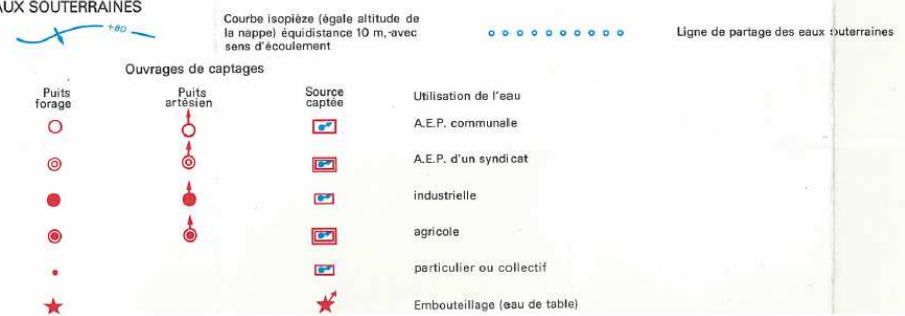 AUX SOUTERRAINES
+80
Courbe isopièze (égale altitude de
la nappe) équidistance 10 m, avec
sens d'écoulement
Ligne de partage des eaux outerraines
Ouvrages de captages
Puits
forage
Puits
artésien
Source
captée
Utilisation de l'eau
A.E.P. communale
A.E.P. d'un syndicat
industrielle
agricole
particulier ou collectif
Embouteillage (eau de table)